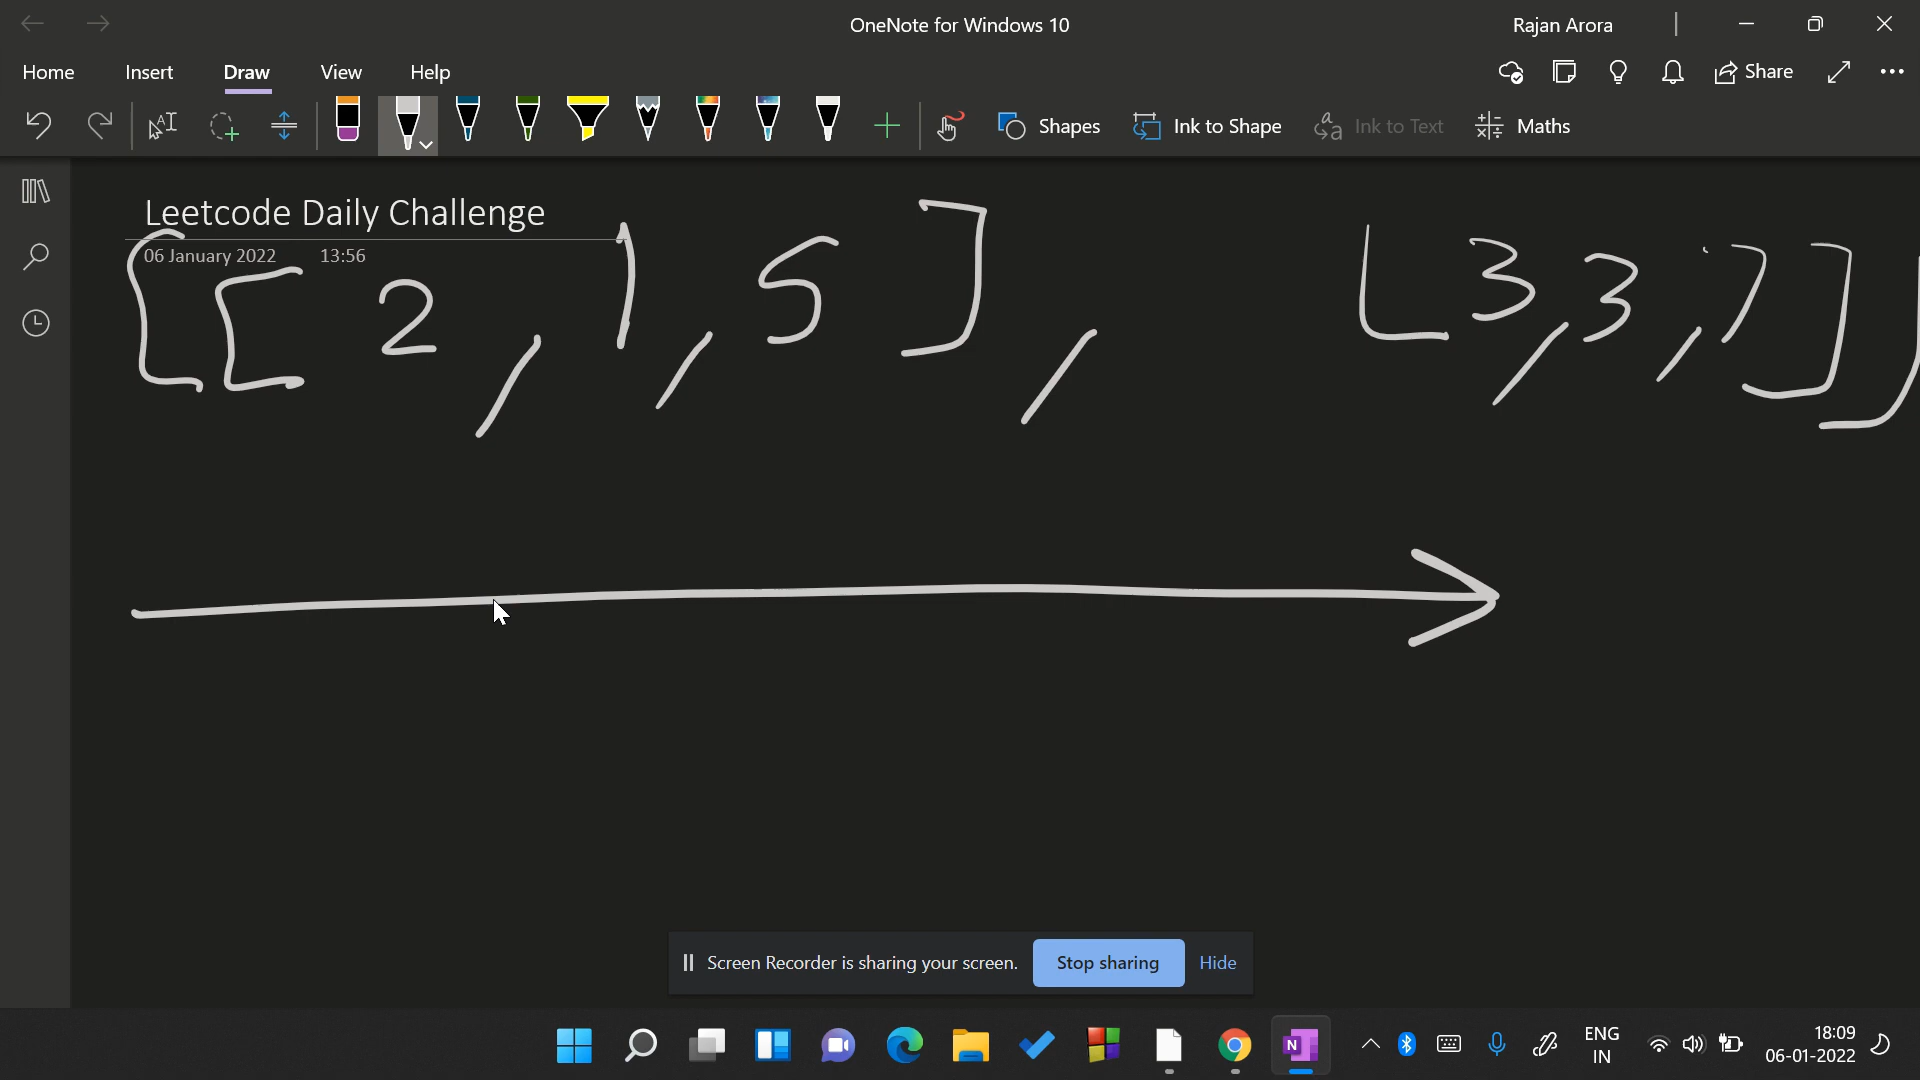 OneNote for Windows 10
Rajan Arora
Home Insert Draw View Help
Share
Shapes Ink to Shape Ink to Text Maths
Leetcode Daily Challenge
06 January 2022 13:56
[[2,1,5], [3,3,7]]
Screen Recorder is sharing your screen. Stop sharing Hide
ENG
IN
18:09
06-01-2022